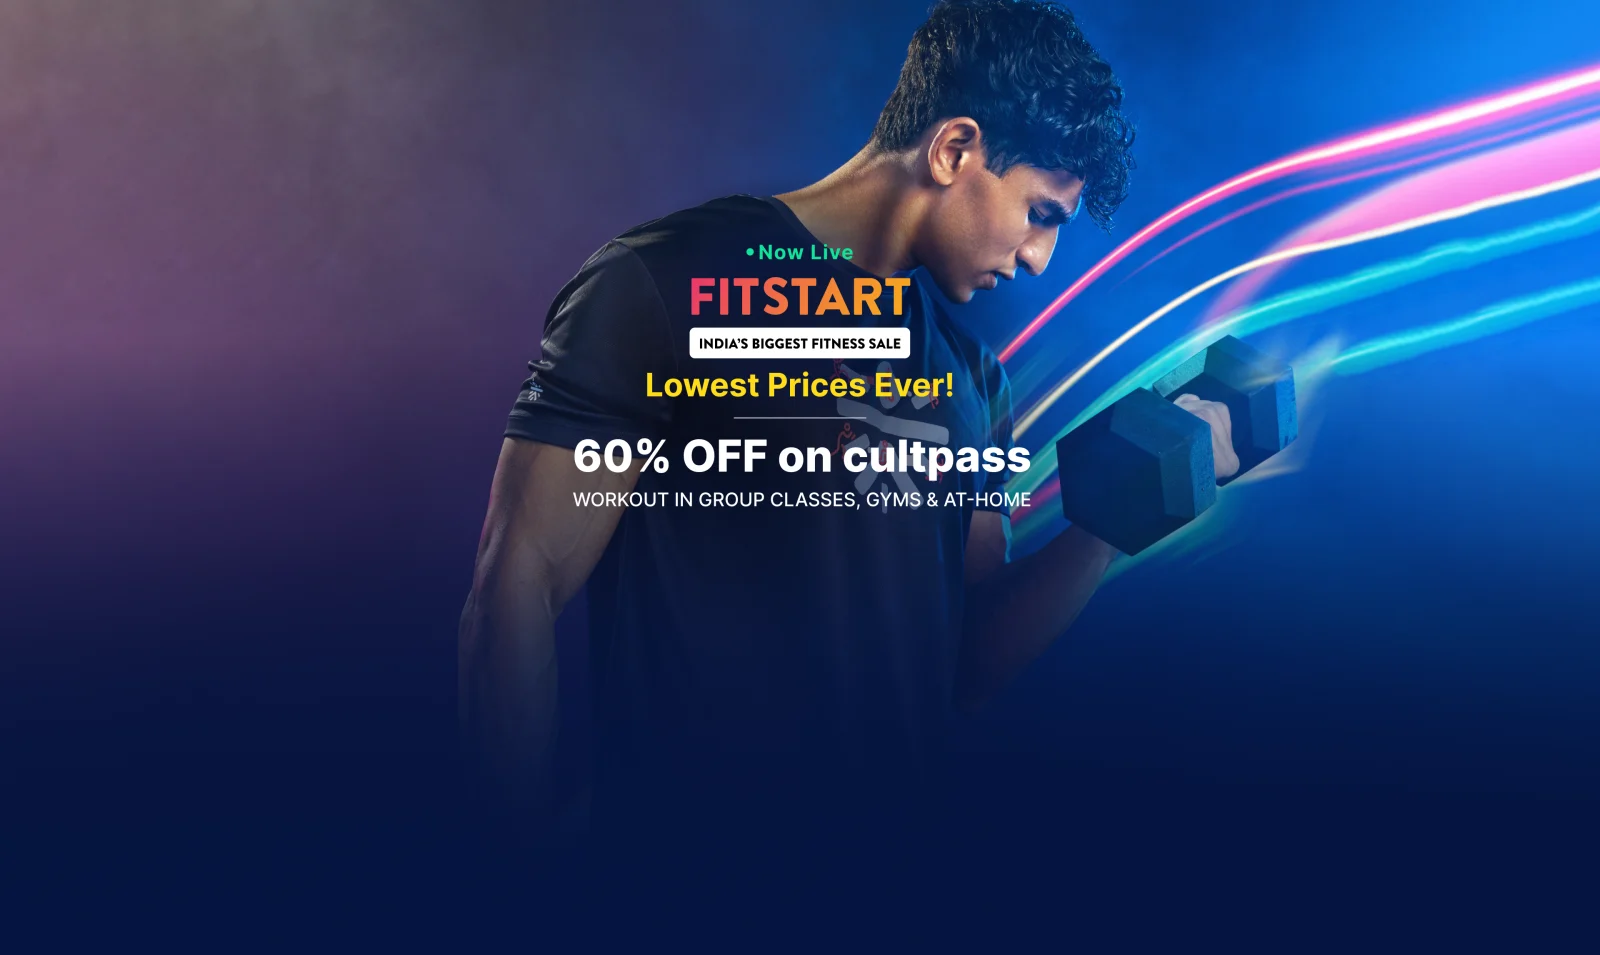 • Now Live
FITSTART
INDIA'S BIGGEST FITNESS SALE
Lowest Prices Ever!
60% OFF on cultpass
WORKOUT IN GROUP CLASSES, GYMS & AT-HOME